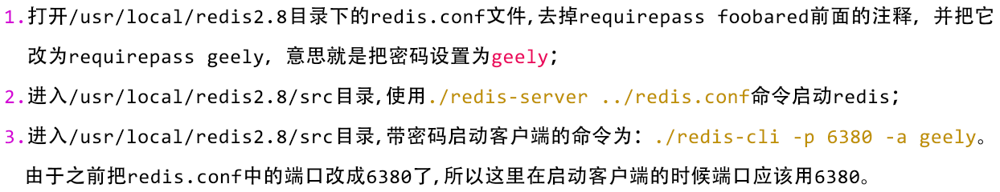 1.打开/usr/local/redis2.8目录下的redis.conf文件,去掉requirepass foobared前面的注释, 并把它
改为requirepass geely, 意思就是把密码设置为geely;
2.进入/usr/local/redis2.8/src目录,使用./redis-server ../redis.conf命令启动redis;
3.进入/usr/local/redis2.8/src目录,带密码启动客户端的命令为: ./redis-cli -p 6380 -a geely。
由于之前把redis.conf中的端口改成6380了,所以这里在启动客户端的时候端口应该用6380。